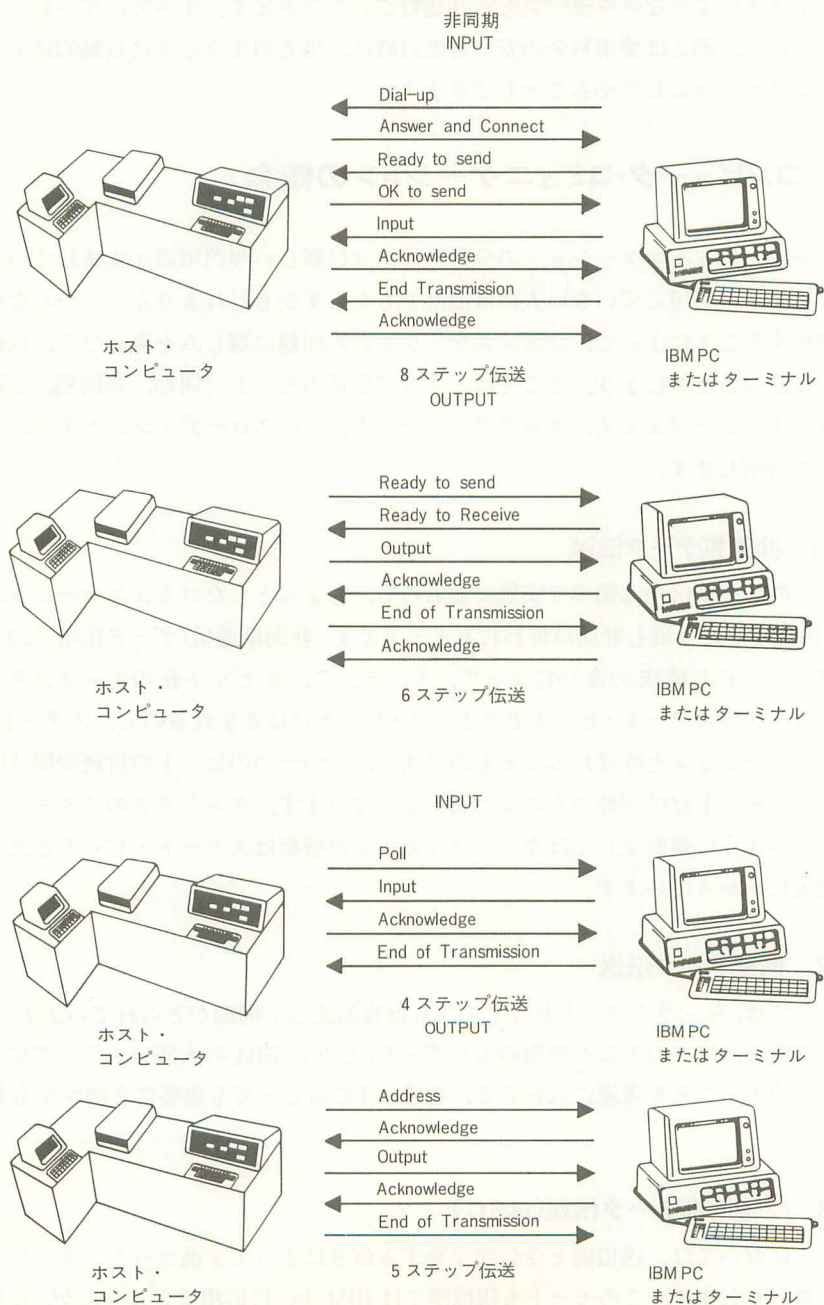 非同期
INPUT
Dial-up
Answer and Connect
Ready to send
OK to send
Input
Acknowledge
End Transmission
Acknowledge
ホスト・
コンピュータ
8ステップ伝送
OUTPUT
IBM PC
またはターミナル
Ready to send
Ready to Receive
Output
Acknowledge
End of Transmission
Acknowledge
ホスト・
コンピュータ
6ステップ伝送
IBM PC
またはターミナル
INPUT
Poll
Input
Acknowledge
End of Transmission
ホスト・
コンピュータ
4ステップ伝送
OUTPUT
IBM PC
またはターミナル
Address
Acknowledge
Output
Acknowledge
End of Transmission
ホスト・
コンピュータ
5ステップ伝送
IBM PC
またはターミナル